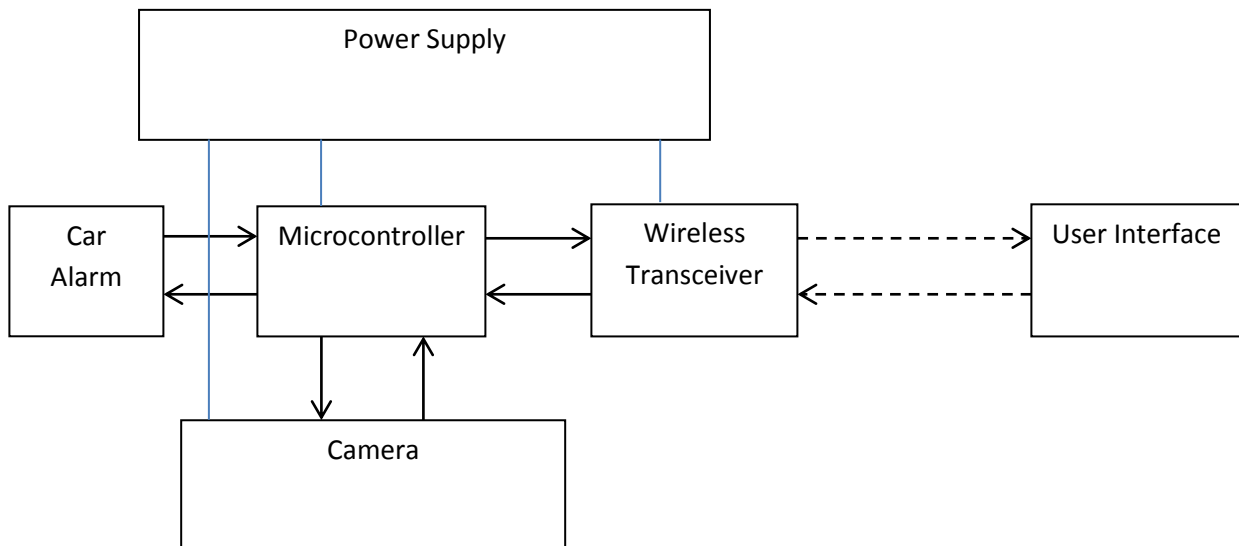 Power Supply
Car
Alarm
Microcontroller
Wireless
Transceiver
User Interface
Camera